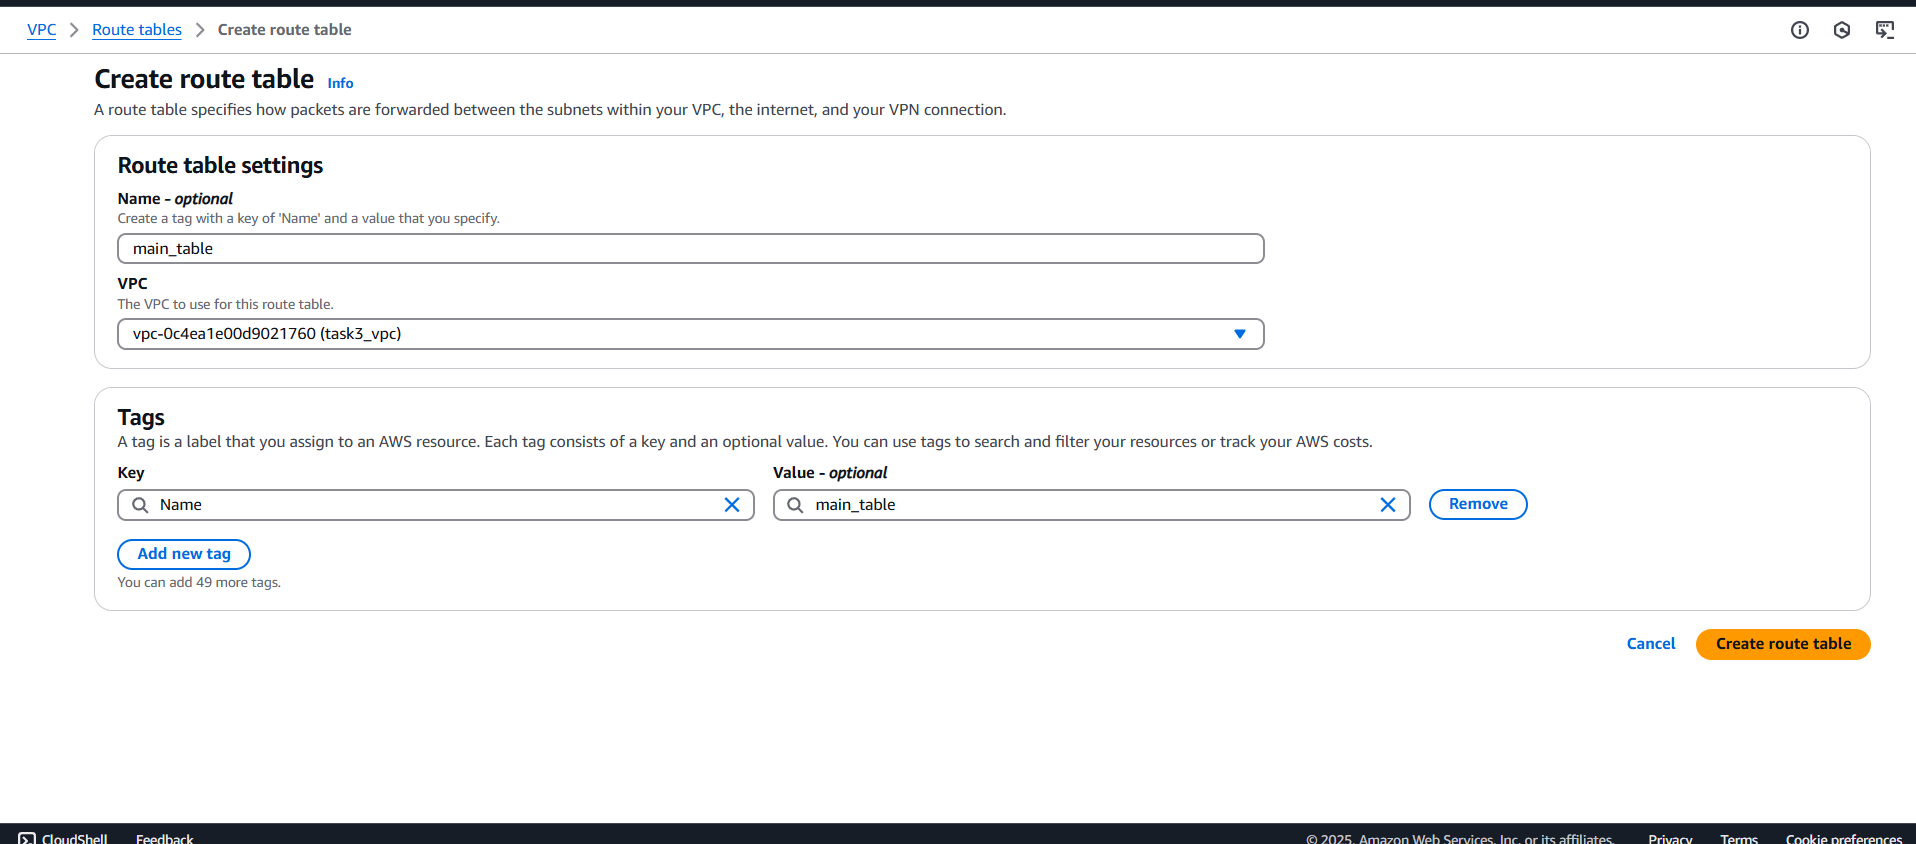 VPC > Route tables > Create route table
Create route table Info
A route table specifies how packets are forwarded between the subnets within your VPC, the internet, and your VPN connection.
Route table settings
Name - optional
Create a tag with a key of 'Name' and a value that you specify.
main_table
VPC
The VPC to use for this route table.
vpc-0c4ea1e00d9021760 (task3_vpc)
Tags
A tag is a label that you assign to an AWS resource. Each tag consists of a key and an optional value. You can use tags to search and filter your resources or track your AWS costs.
Key Value - optional
Name main_table Remove
Add new tag
You can add 49 more tags.
Cancel Create route table
CloudShell Feedback © 2025, Amazon Web Services, Inc. or its affiliates. Privacy Terms Cookie preferences